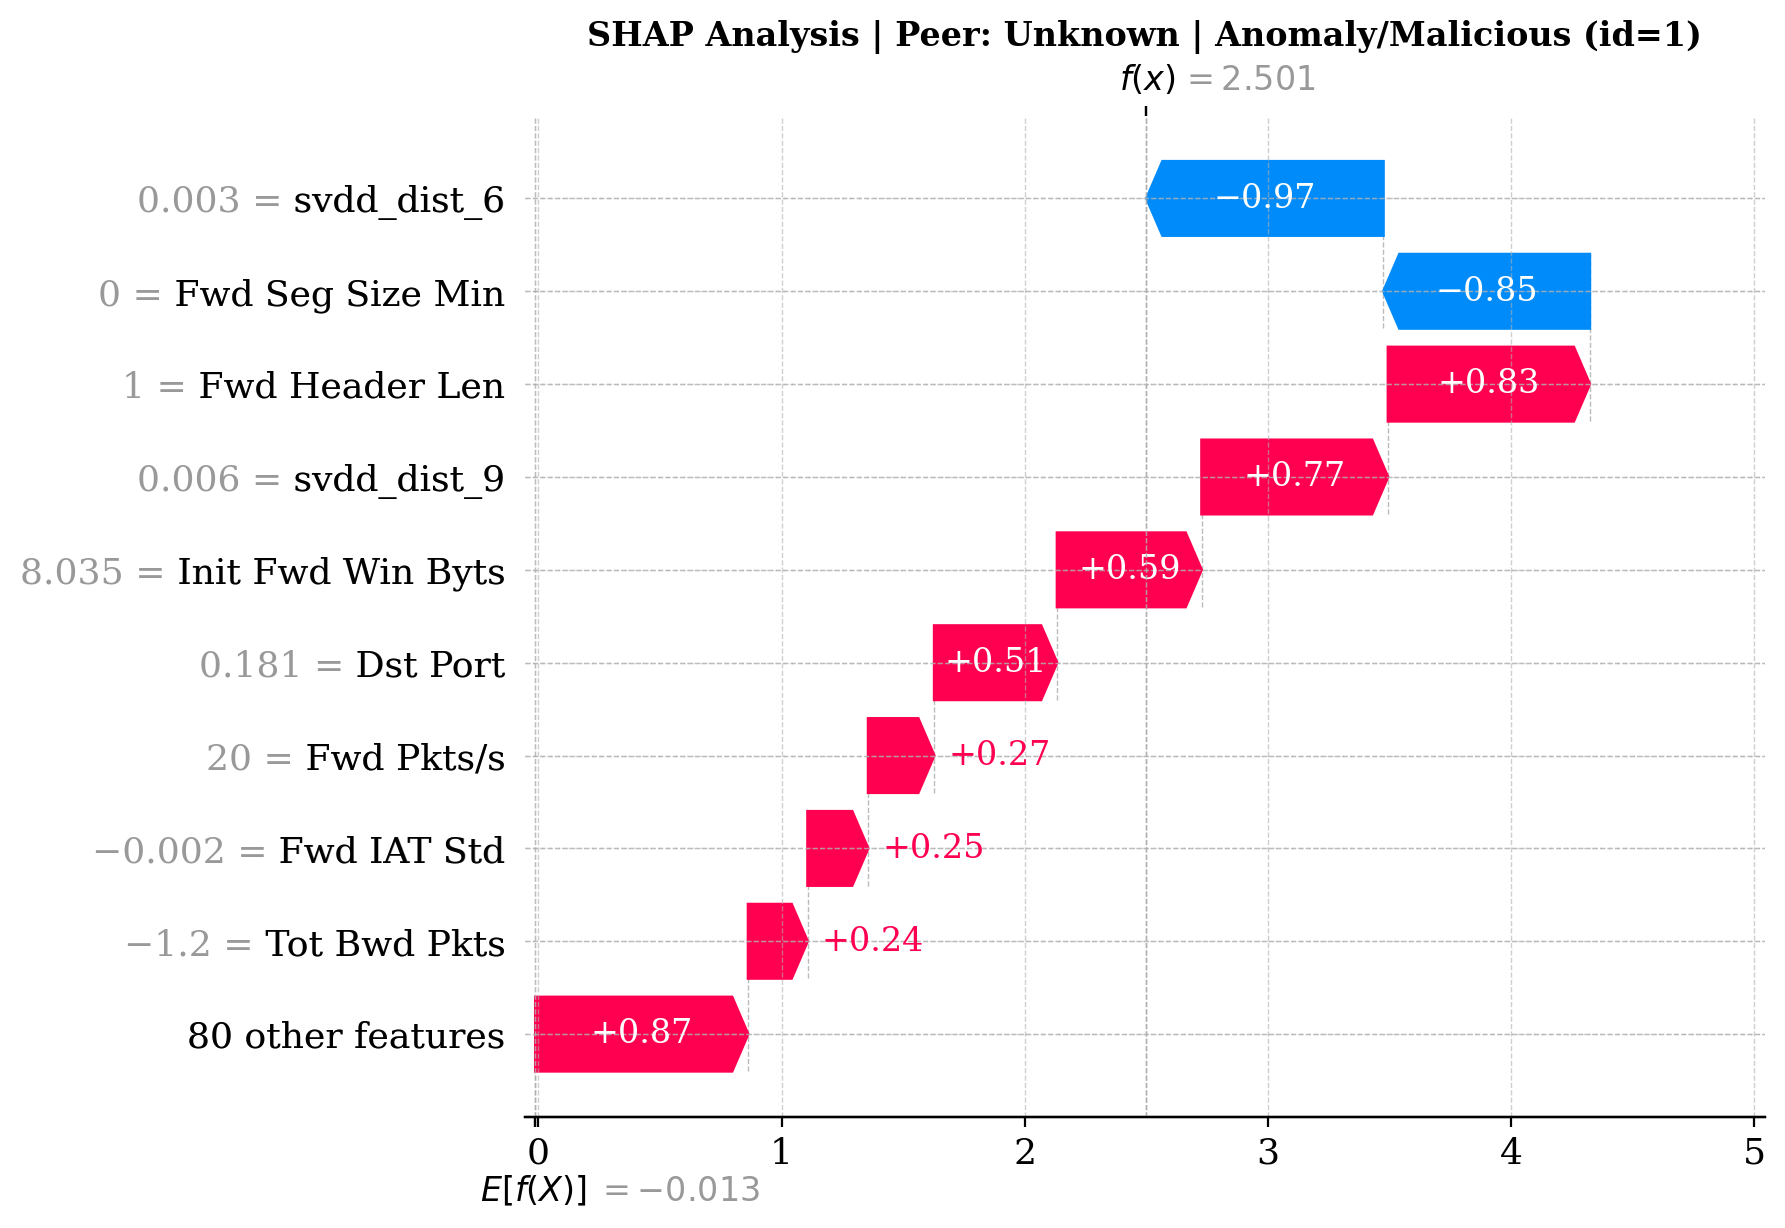 SHAP Analysis | Peer: Unknown | Anomaly/Malicious (id=1)
f(x) = 2.501
0.003 = svdd_dist_6 −0.97
0 = Fwd Seg Size Min −0.85
1 = Fwd Header Len +0.83
0.006 = svdd_dist_9 +0.77
8.035 = Init Fwd Win Byts +0.59
0.181 = Dst Port +0.51
20 = Fwd Pkts/s +0.27
−0.002 = Fwd IAT Std +0.25
−1.2 = Tot Bwd Pkts +0.24
80 other features +0.87
0 1 2 3 4 5
E[f(X)] = −0.013